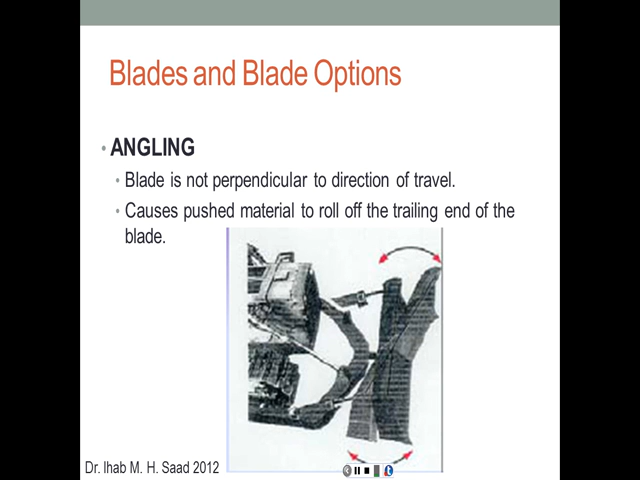 Blades and Blade Options
• ANGLING
• Blade is not perpendicular to direction of travel.
• Causes pushed material to roll off the trailing end of the
blade.
Dr. Ihab M. H. Saad 2012